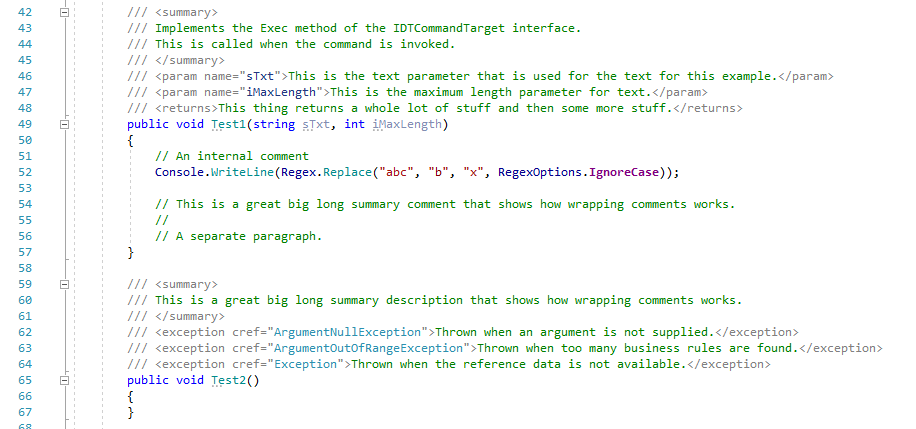 42 /// <summary>
43 /// Implements the Exec method of the IDTCommandTarget interface.
44 /// This is called when the command is invoked.
45 /// </summary>
46 /// <param name="sTxt">This is the text parameter that is used for the text for this example.</param>
47 /// <param name="iMaxLength">This is the maximum length parameter for text.</param>
48 /// <returns>This thing returns a whole lot of stuff and then some more stuff.</returns>
49 public void Test1(string sTxt, int iMaxLength)
50 {
51 // An internal comment
52 Console.WriteLine(Regex.Replace("abc", "b", "x", RegexOptions.IgnoreCase));
53
54 // This is a great big long summary comment that shows how wrapping comments works.
55 //
56 // A separate paragraph.
57 }
58
59 /// <summary>
60 /// This is a great big long summary description that shows how wrapping comments works.
61 /// </summary>
62 /// <exception cref="ArgumentNullException">Thrown when an argument is not supplied.</exception>
63 /// <exception cref="ArgumentOutOfRangeException">Thrown when too many business rules are found.</exception>
64 /// <exception cref="Exception">Thrown when the reference data is not available.</exception>
65 public void Test2()
66 {
67 }
68